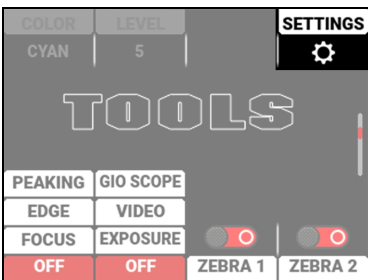 COLOR LEVEL SETTINGS
CYAN 5
TOOLS
PEAKING GIO SCOPE
EDGE VIDEO
FOCUS EXPOSURE
OFF OFF ZEBRA 1 ZEBRA 2